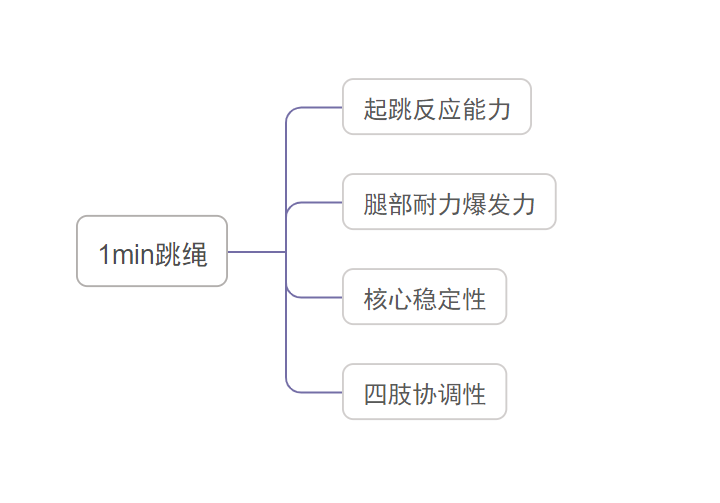 起跳反应能力
腿部耐力爆发力
1min跳绳
核心稳定性
四肢协调性